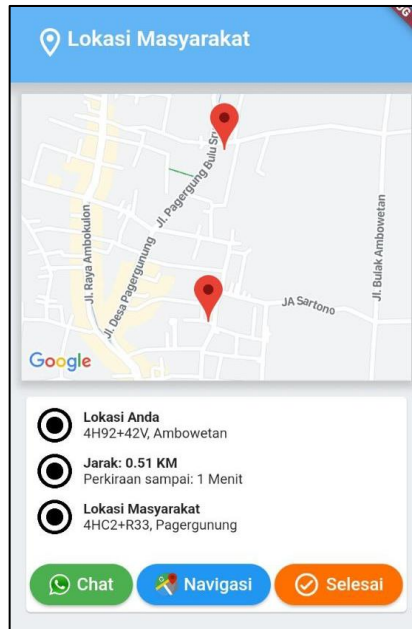 Lokasi Masyarakat
Jl. Pagergung Bulu Sru
Jl. Raya Ambokulon
Jl. Desa Pagergunung
Jl. Bulak Ambowetan
JA Sartono
Google
Lokasi Anda
4H92+42V, Ambowetan
Jarak: 0.51 KM
Perkiraan sampai: 1 Menit
Lokasi Masyarakat
4HC2+R33, Pagergunung
Chat
Navigasi
Selesai